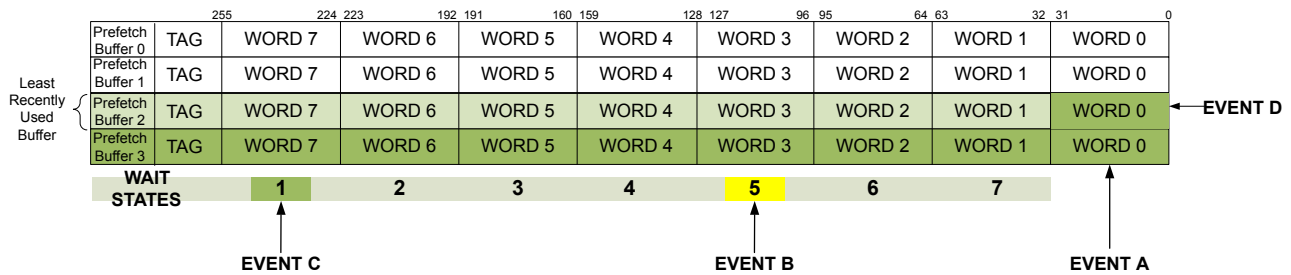 255 224 223 192 191 160 159 128 127 96 95 64 63 32 31 0
Prefetch Buffer 0 TAG WORD 7 WORD 6 WORD 5 WORD 4 WORD 3 WORD 2 WORD 1 WORD 0
Prefetch Buffer 1 TAG WORD 7 WORD 6 WORD 5 WORD 4 WORD 3 WORD 2 WORD 1 WORD 0
Least Recently Used Buffer
Prefetch Buffer 2 TAG WORD 7 WORD 6 WORD 5 WORD 4 WORD 3 WORD 2 WORD 1 WORD 0 EVENT D
Prefetch Buffer 3 TAG WORD 7 WORD 6 WORD 5 WORD 4 WORD 3 WORD 2 WORD 1 WORD 0
WAIT STATES 1 2 3 4 5 6 7
EVENT C EVENT B EVENT A